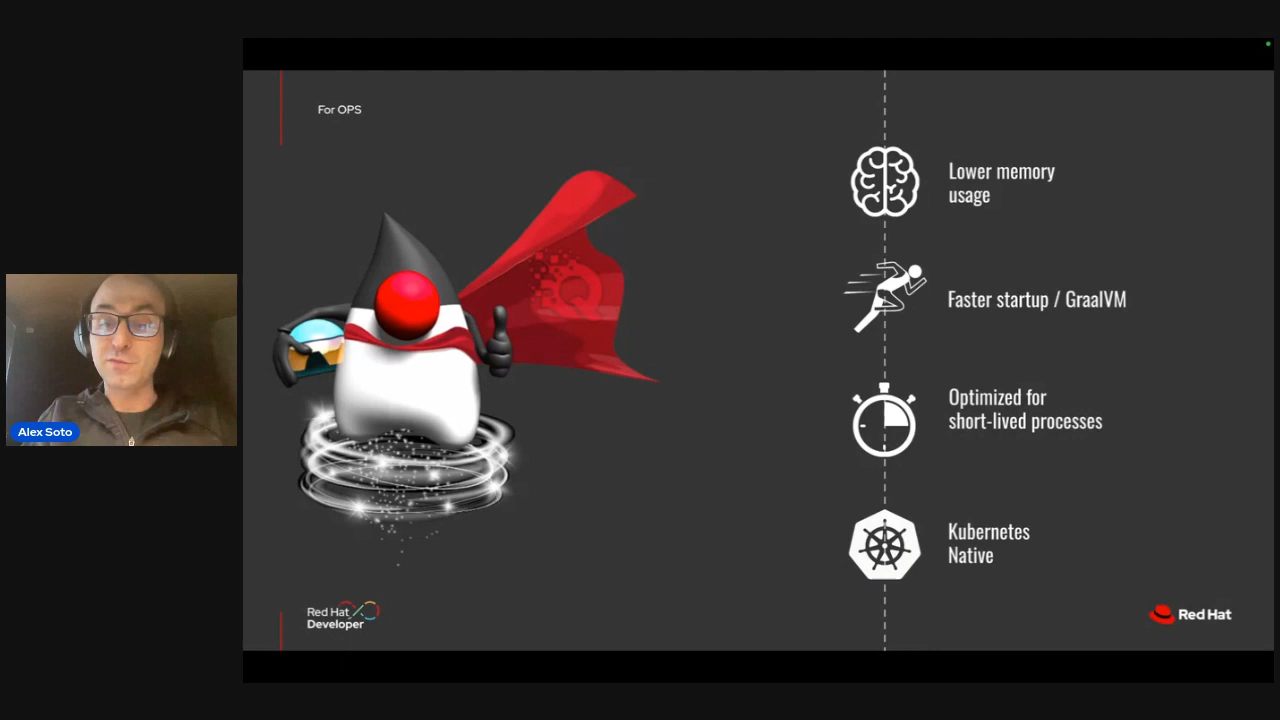 For OPS
Lower memory
usage
Faster startup / GraalVM
Optimized for
short-lived processes
Kubernetes
Native
Alex Soto
Red Hat
Developer
Red Hat